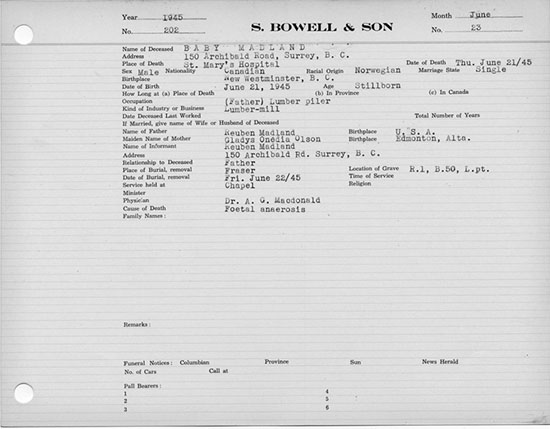 Year 1945 Month June
S. BOWELL & SON
No. 202 No. 23
Name of Deceased BABY MADLAND
Address 150 Archibald Road, Surrey, B. C.
Place of Death St. Mary's Hospital Date of Death Thu. June 21/45
Sex Male Nationality Canadian Racial Origin Norwegian Marriage State Single
Birthplace New Westminster, B. C.
Date of Birth June 21, 1945 Age Stillborn
How Long at (a) Place of Death (b) In Province (c) In Canada
Occupation (Father) Lumber piler
Kind of Industry or Business Lumber-mill
Date Deceased Last Worked Total Number of Years
If Married, give name of Wife or Husband of Deceased
Name of Father Reuben Madland Birthplace U. S. A.
Maiden Name of Mother Gladys Onedia Olson Birthplace Edmonton, Alta.
Name of Informant Reuben Madland
Address 150 Archibald Rd. Surrey, B. C.
Relationship to Deceased Father
Place of Burial, removal Fraser Location of Grave R.1, B.50, L.pt.
Date of Burial, removal Fri. June 22/45 Time of Service
Service held at Chapel Religion
Minister
Physician Dr. A. G. Macdonald
Cause of Death Foetal anaerosis
Family Names:
Remarks:
Funeral Notices: Columbian Province Sun News Herald
No. of Cars Call at
Pall Bearers:
1 4
2 5
3 6